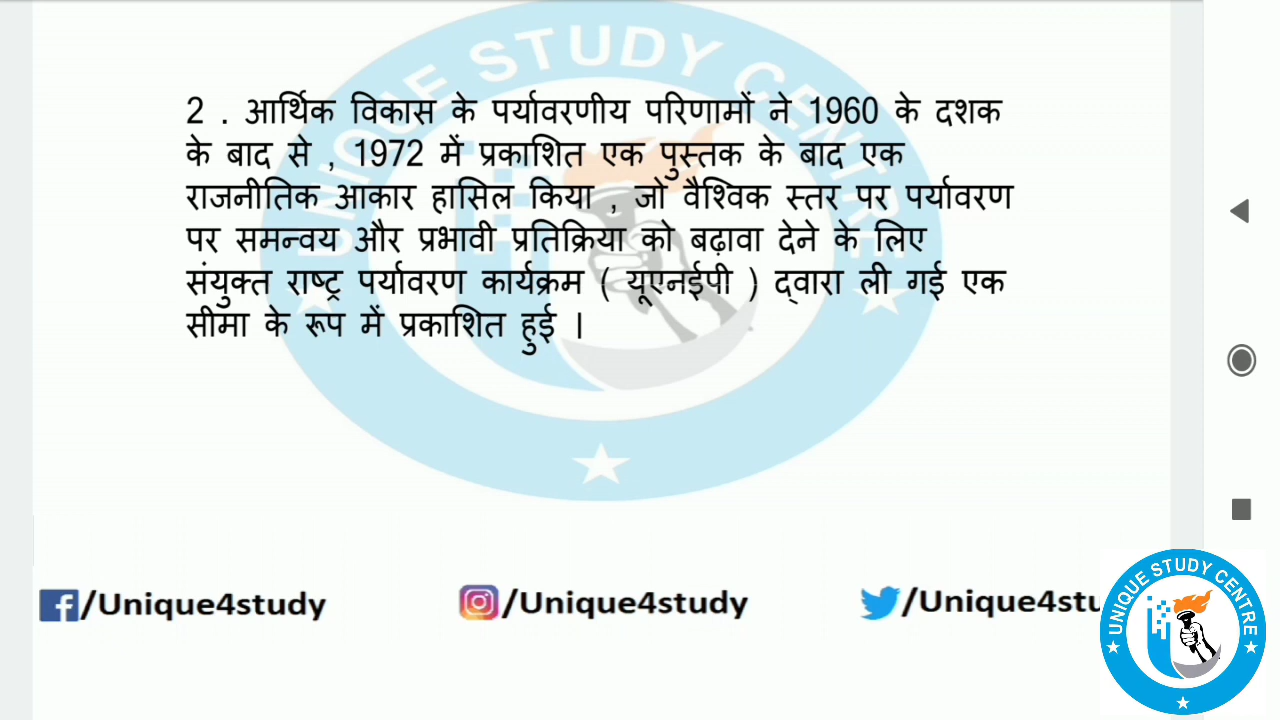 UNIQUE STUDY CENTRE
2 . आर्थिक विकास के पर्यावरणीय परिणामों ने 1960 के दशक
के बाद से , 1972 में प्रकाशित एक पुस्तक के बाद एक
राजनीतिक आकार हासिल किया , जो वैश्विक स्तर पर पर्यावरण
पर समन्वय और प्रभावी प्रतिक्रिया को बढ़ावा देने के लिए
संयुक्त राष्ट्र पर्यावरण कार्यक्रम ( यूएनईपी ) द्वारा ली गई एक
सीमा के रूप में प्रकाशित हुई ।
/Unique4study
/Unique4study
/Unique4stu
UNIQUE STUDY CENTRE